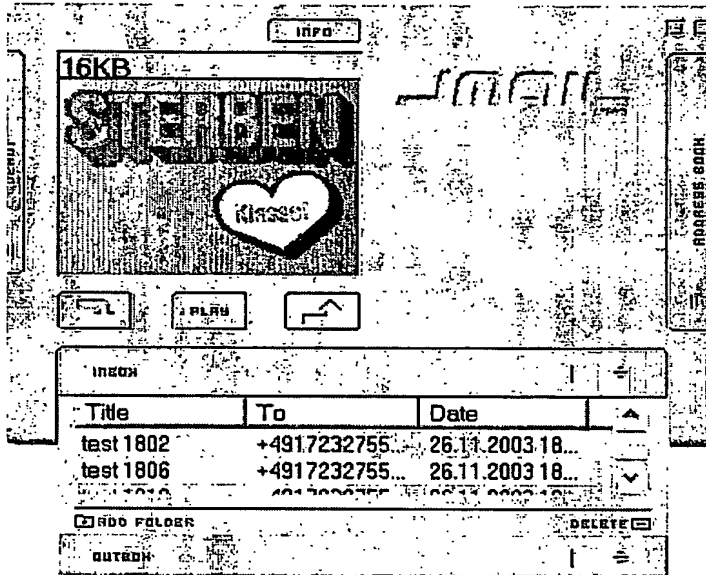 INFO
16KB
Kisses!
PLAY
ADDRESS BOOK
INBOX
Title To Date
test 1802 +4917232755... 26.11.2003 18...
test 1806 +4917232755... 26.11.2003 18...
ADD FOLDER DELETE
OUTBOX